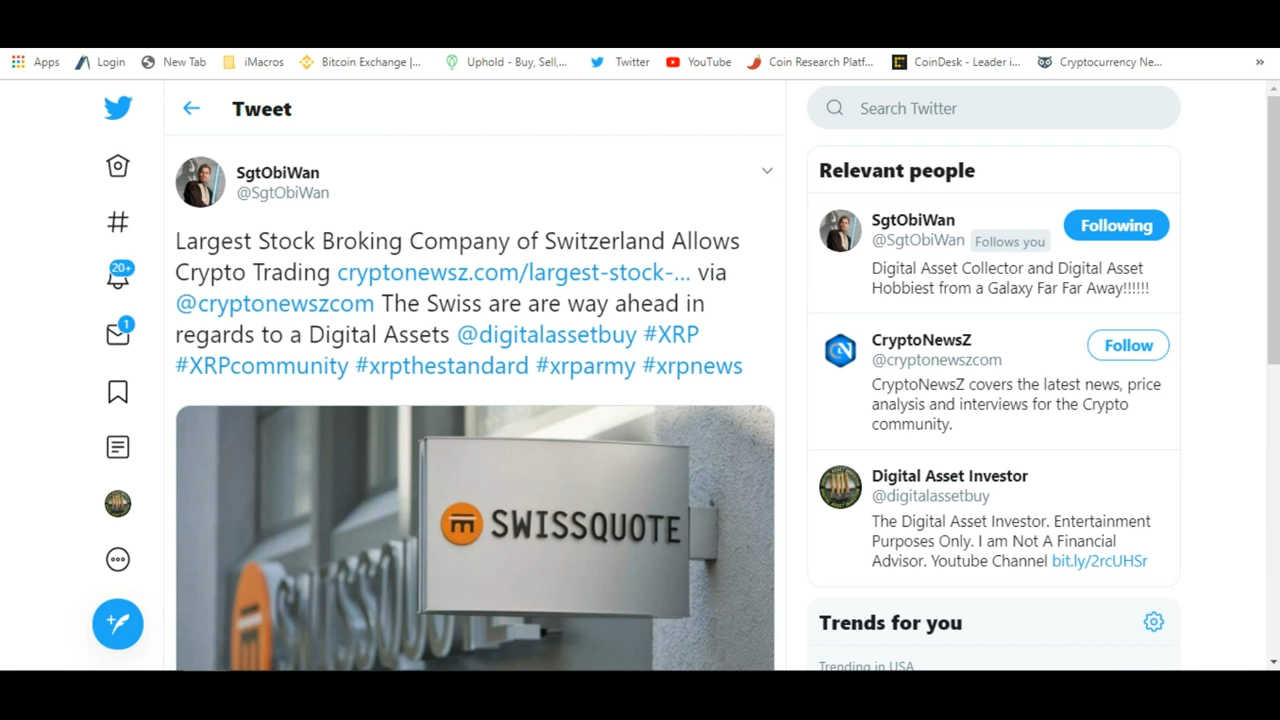 Apps
Login
New Tab
iMacros
Bitcoin Exchange |...
Uphold - Buy, Sell,...
Twitter
YouTube
Coin Research Platf...
CoinDesk - Leader i...
Cryptocurrency Ne...
»
Tweet
SgtObiWan
@SgtObiWan
Largest Stock Broking Company of Switzerland Allows
Crypto Trading cryptonewsz.com/largest-stock-... via
@cryptonewszcom The Swiss are are way ahead in
regards to a Digital Assets @digitalassetbuy #XRP
#XRPcommunity #xrpthestandard #xrparmy #xrpnews
SWISSQUOTE
SWISSQUOTE
20+
1
Search Twitter
Relevant people
SgtObiWan
@SgtObiWan Follows you
Following
Digital Asset Collector and Digital Asset
Hobbiest from a Galaxy Far Far Away!!!!!!
CryptoNewsZ
@cryptonewszcom
Follow
CryptoNewsZ covers the latest news, price
analysis and interviews for the Crypto
community.
Digital Asset Investor
@digitalassetbuy
The Digital Asset Investor. Entertainment
Purposes Only. I am Not A Financial
Advisor. Youtube Channel bit.ly/2rcUHSr
Trends for you
Trending in USA